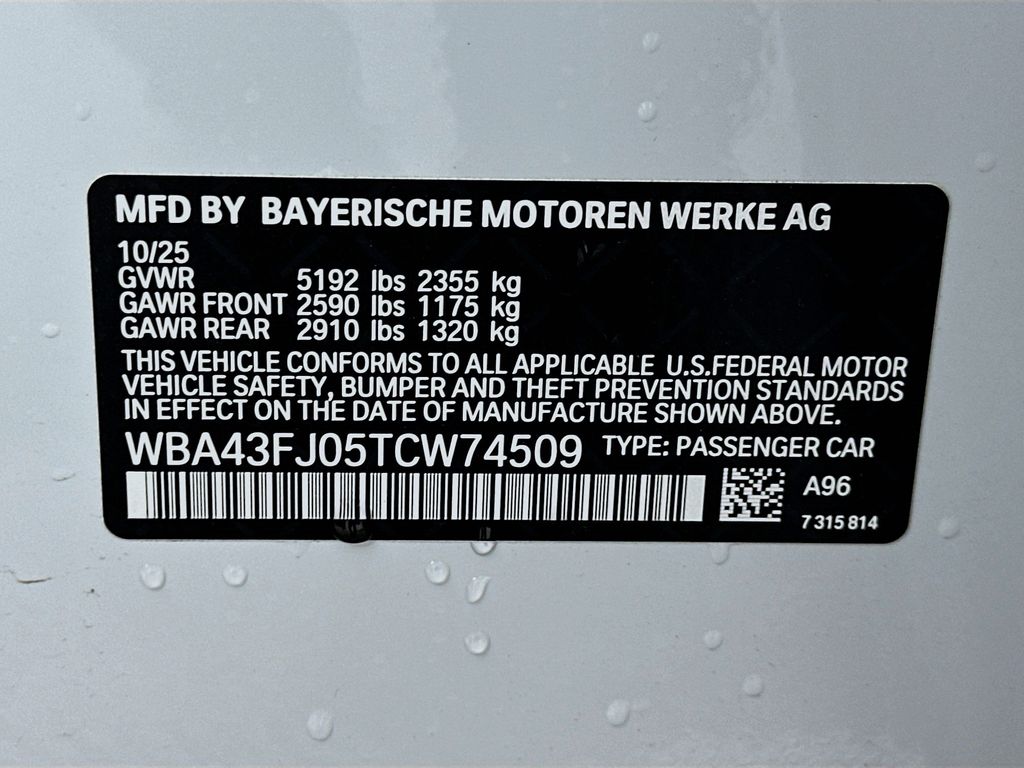 MFD BY BAYERISCHE MOTOREN WERKE AG
10/25
GVWR 5192 lbs 2355 kg
GAWR FRONT 2590 lbs 1175 kg
GAWR REAR 2910 lbs 1320 kg
THIS VEHICLE CONFORMS TO ALL APPLICABLE U.S.FEDERAL MOTOR
VEHICLE SAFETY, BUMPER AND THEFT PREVENTION STANDARDS
IN EFFECT ON THE DATE OF MANUFACTURE SHOWN ABOVE.
WBA43FJ05TCW74509 TYPE: PASSENGER CAR
A96
7 315 814